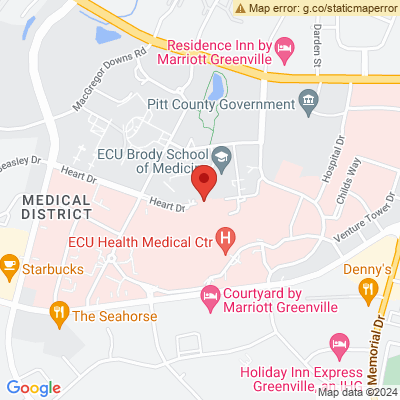 Map error: g.co/staticmaperror
Residence Inn by
Marriott Greenville
Darden St
MacGregor Downs Rd
Pitt County Government
Hospital Dr
ECU Brody School
of Medicine
Childs Way
Beasley Dr
Heart Dr
MEDICAL
DISTRICT
Heart Dr
Venture Tower Dr
ECU Health Medical Ctr
H
Starbucks
Denny's
Courtyard by
Marriott Greenville
The Seahorse
Memorial Dr
Holiday Inn Express
Greenville, an IHG
Google
Map data ©2024